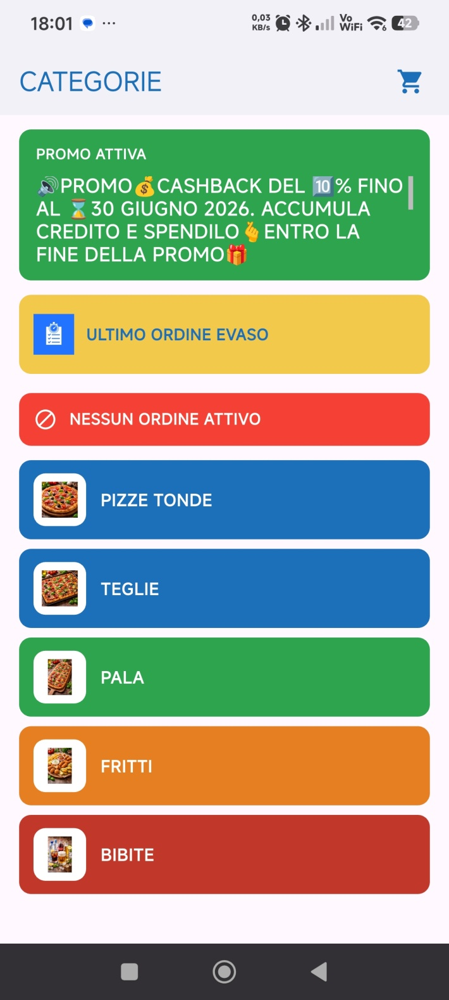 18:01
0,03
KB/s
Vo
WiFi
6
42
CATEGORIE
PROMO ATTIVA
🔊PROMO💰CASHBACK DEL 🔟% FINO
AL ⌛30 GIUGNO 2026. ACCUMULA
CREDITO E SPENDILO🫰ENTRO LA
FINE DELLA PROMO🎁
ULTIMO ORDINE EVASO
NESSUN ORDINE ATTIVO
PIZZE TONDE
TEGLIE
PALA
FRITTI
BIBITE